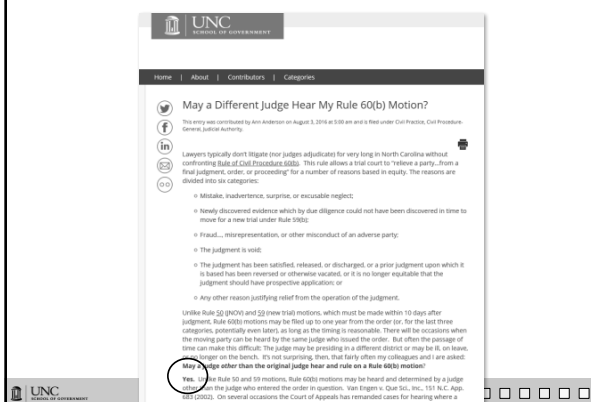 UNC
SCHOOL OF GOVERNMENT
Home | About | Contributors | Categories
May a Different Judge Hear My Rule 60(b) Motion?
This entry was contributed by Ann Anderson on August 3, 2016 at 5:00 am and is filed under Civil Practice, Civil Procedure-
General, Judicial Authority.
Lawyers typically don't litigate (nor judges adjudicate) for very long in North Carolina without
confronting Rule of Civil Procedure 60(b). This rule allows a trial court to "relieve a party...from a
final judgment, order, or proceeding" for a number of reasons based in equity. The reasons are
divided into six categories:
Mistake, inadvertence, surprise, or excusable neglect;
Newly discovered evidence which by due diligence could not have been discovered in time to
move for a new trial under Rule 59(b);
Fraud..., misrepresentation, or other misconduct of an adverse party;
The judgment is void;
The judgment has been satisfied, released, or discharged, or a prior judgment upon which it
is based has been reversed or otherwise vacated, or it is no longer equitable that the
judgment should have prospective application; or
Any other reason justifying relief from the operation of the judgment.
Unlike Rule 50 (JNOV) and 59 (new trial) motions, which must be made within 10 days after
judgment, Rule 60(b) motions may be filed up to one year from the order (or, for the last three
categories, potentially even later), as long as the timing is reasonable. There will be occasions when
the moving party can be heard by the same judge who issued the order. But often the passage of
time can make this difficult: The judge may be presiding in a different district or may be ill, on leave,
or no longer on the bench. It's not surprising, then, that fairly often my colleagues and I are asked:
May a judge other than the original judge hear and rule on a Rule 60(b) motion?
Yes. Unlike Rule 50 and 59 motions, Rule 60(b) motions may be heard and determined by a judge
other than the judge who entered the order in question. Van Engen v. Que Sci., Inc., 151 N.C. App.
683 (2002). On several occasions the Court of Appeals has remanded cases for hearing where a
UNC
SCHOOL OF GOVERNMENT